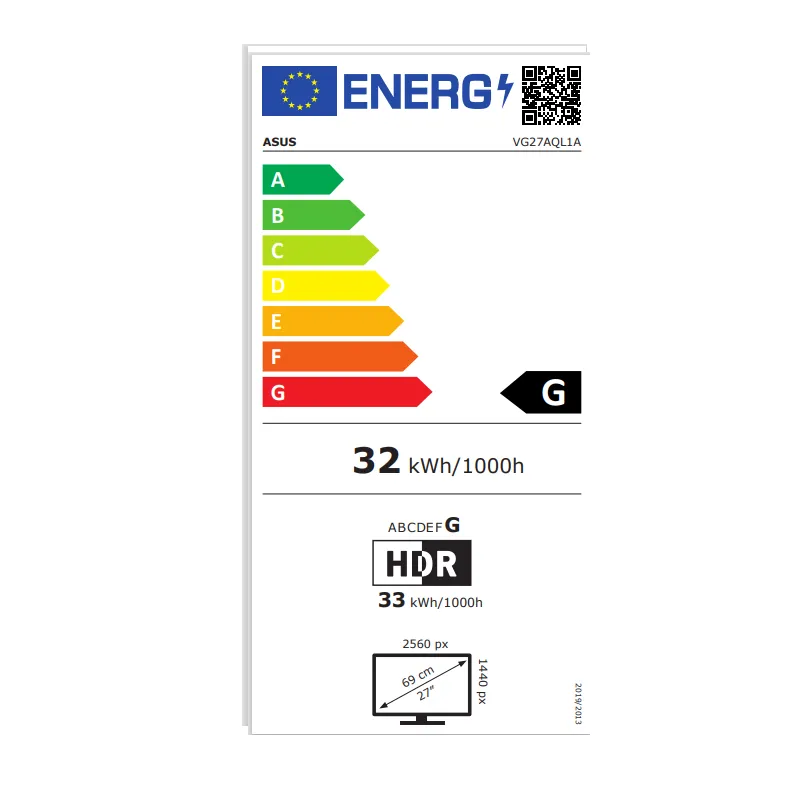 ENERG
ASUS VG27AQL1A
A
B
C
D
E
F
G
G
32 kWh/1000h
ABCDEFG
HDR
33 kWh/1000h
2560 px
1440 px
69 cm
27"
2019/2013